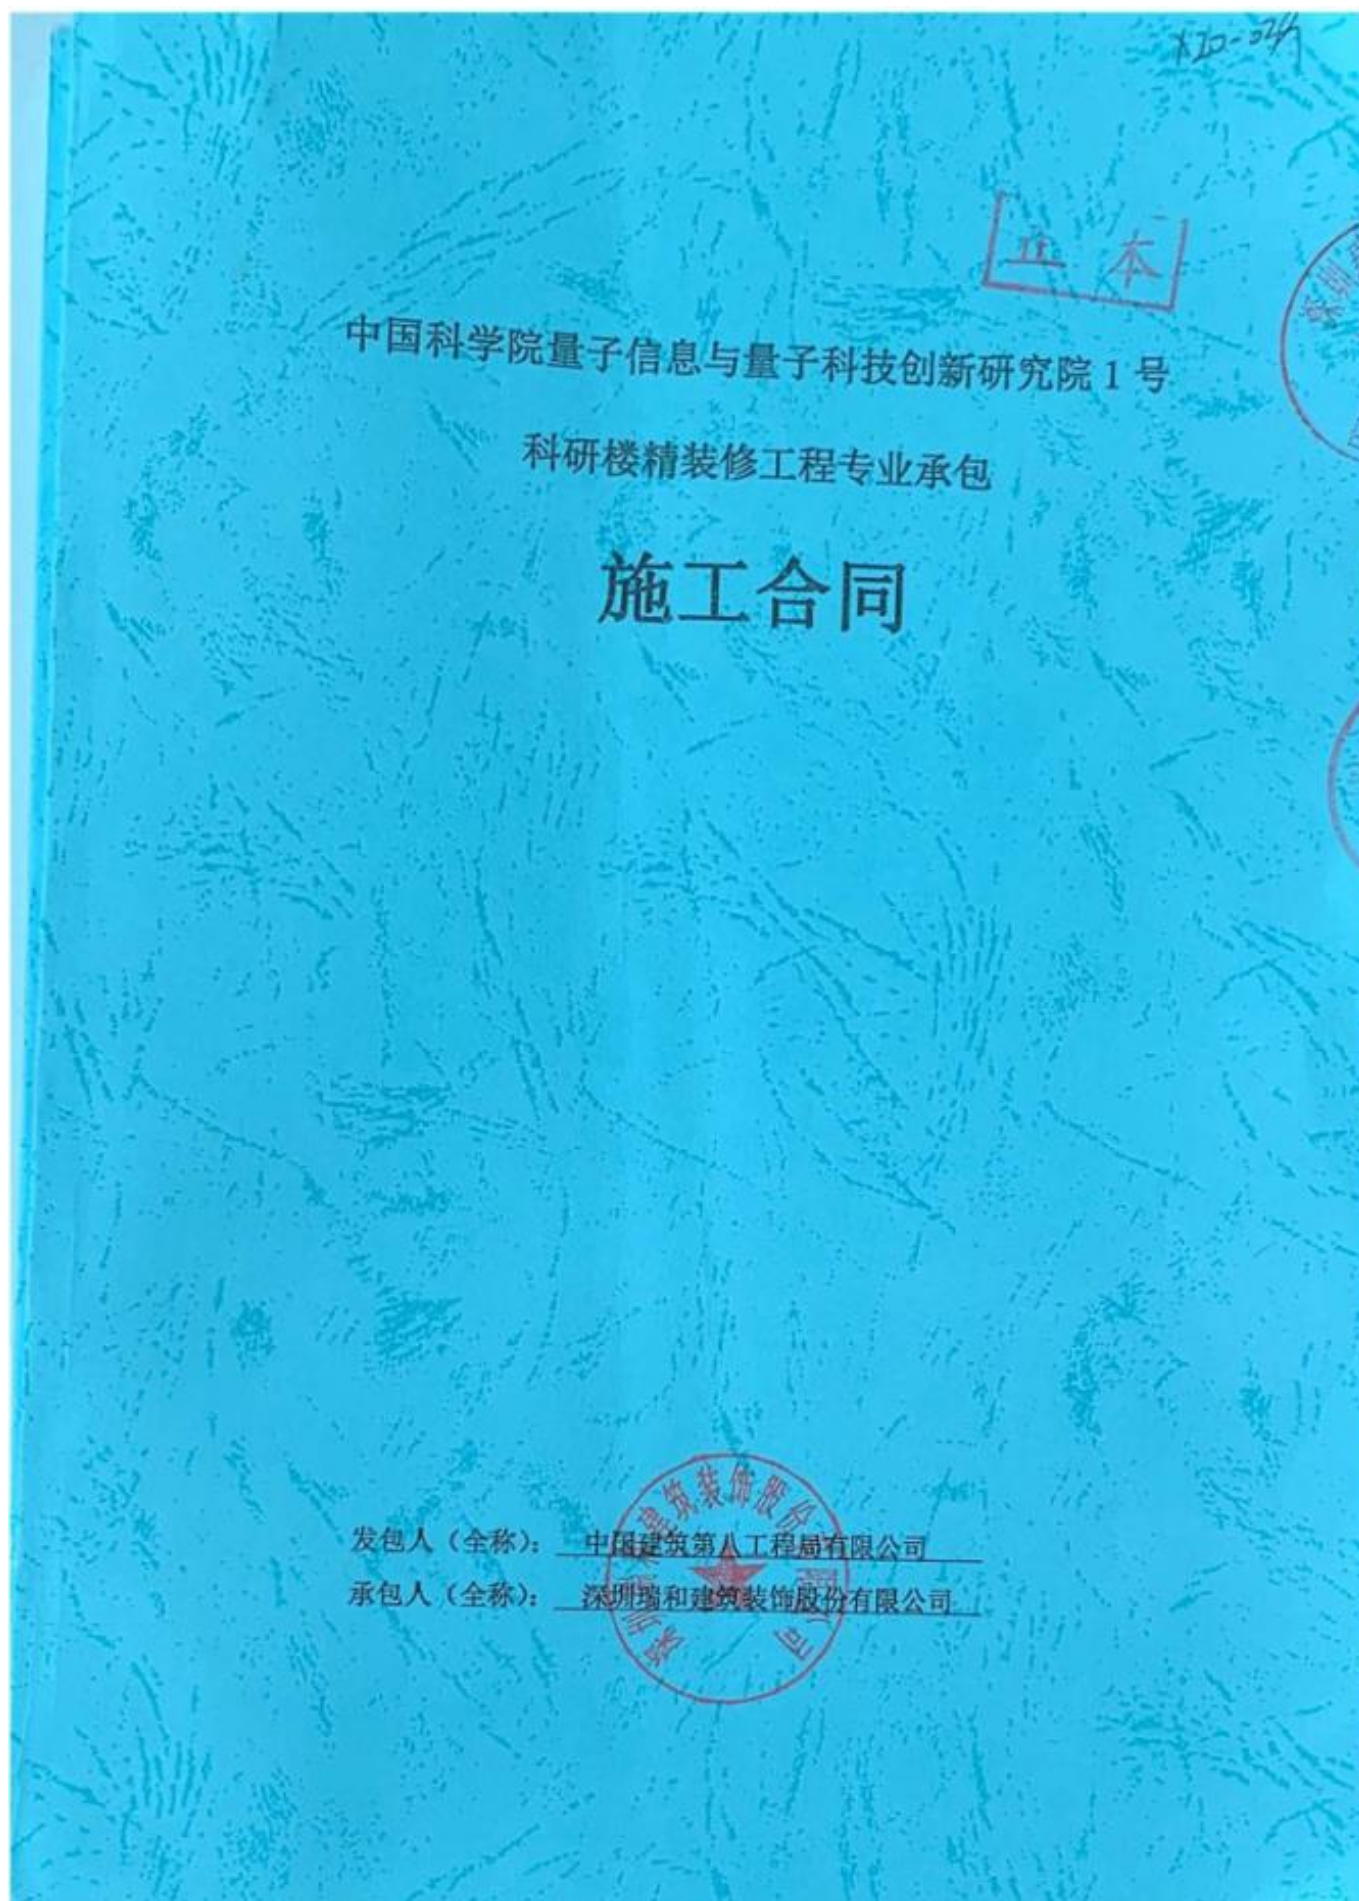 正 本
中国科学院量子信息与量子科技创新研究院 1 号
科研楼精装修工程专业承包
施工合同
发包人（全称）： 中国建筑第八工程局有限公司
承包人（全称）： 深圳瑞和建筑装饰股份有限公司